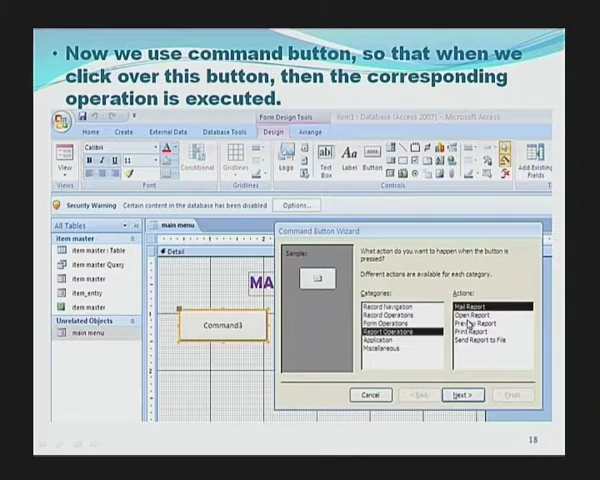 • Now we use command button, so that when we
click over this button, then the corresponding
operation is executed.
Form Design Tools
item1 : Database (Access 2007) - Microsoft Access
Home Create External Data Database Tools Design Arrange
View
Calibri
B I U 11
Conditional
Gridlines
Logo
Text Box
Aa Label
Button
Add Existing Fields
Views Font Gridlines Controls
Security Warning Certain content in the database has been disabled Options...
All Tables
item master
item master : Table
item master Query
item_entry
item master
Unrelated Objects
main menu
main menu
Detail
MA
Command3
Command Button Wizard
Sample:
What action do you want to happen when the button is
pressed?
Different actions are available for each category.
Categories: Actions:
Record Navigation
Record Operations
Form Operations
Report Operations
Application
Miscellaneous
Mail Report
Open Report
Preview Report
Print Report
Send Report to File
Cancel < Back Next > Finish
18